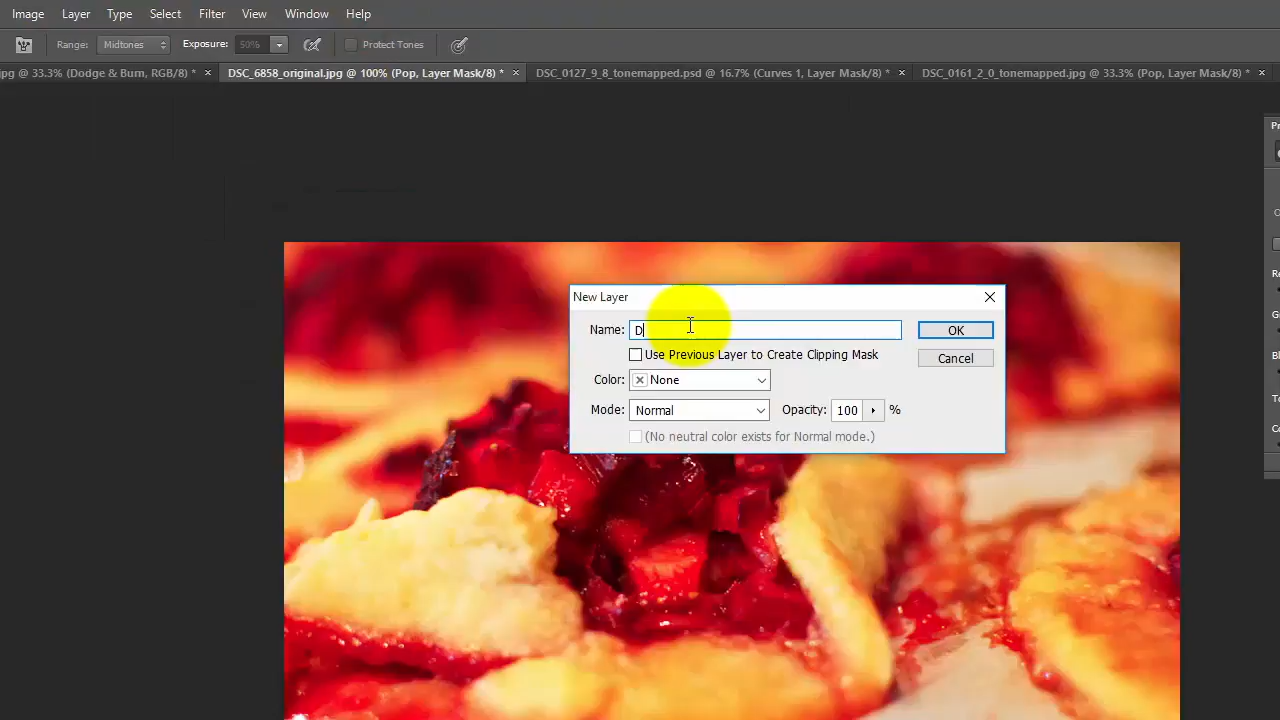 Image Layer Type Select Filter View Window Help
Range: Midtones Exposure: 50% Protect Tones
jpg @ 33.3% (Dodge & Burn, RGB/8) * × DSC_6858_original.jpg @ 100% (Pop, Layer Mask/8) * × DSC_0127_9_8_tonemapped.psd @ 16.7% (Curves 1, Layer Mask/8) * × DSC_0161_2_0_tonemapped.jpg @ 33.3% (Pop, Layer Mask/8) * ×
New Layer
Name: D OK
Use Previous Layer to Create Clipping Mask Cancel
Color: None
Mode: Normal Opacity: 100 %
(No neutral color exists for Normal mode.)